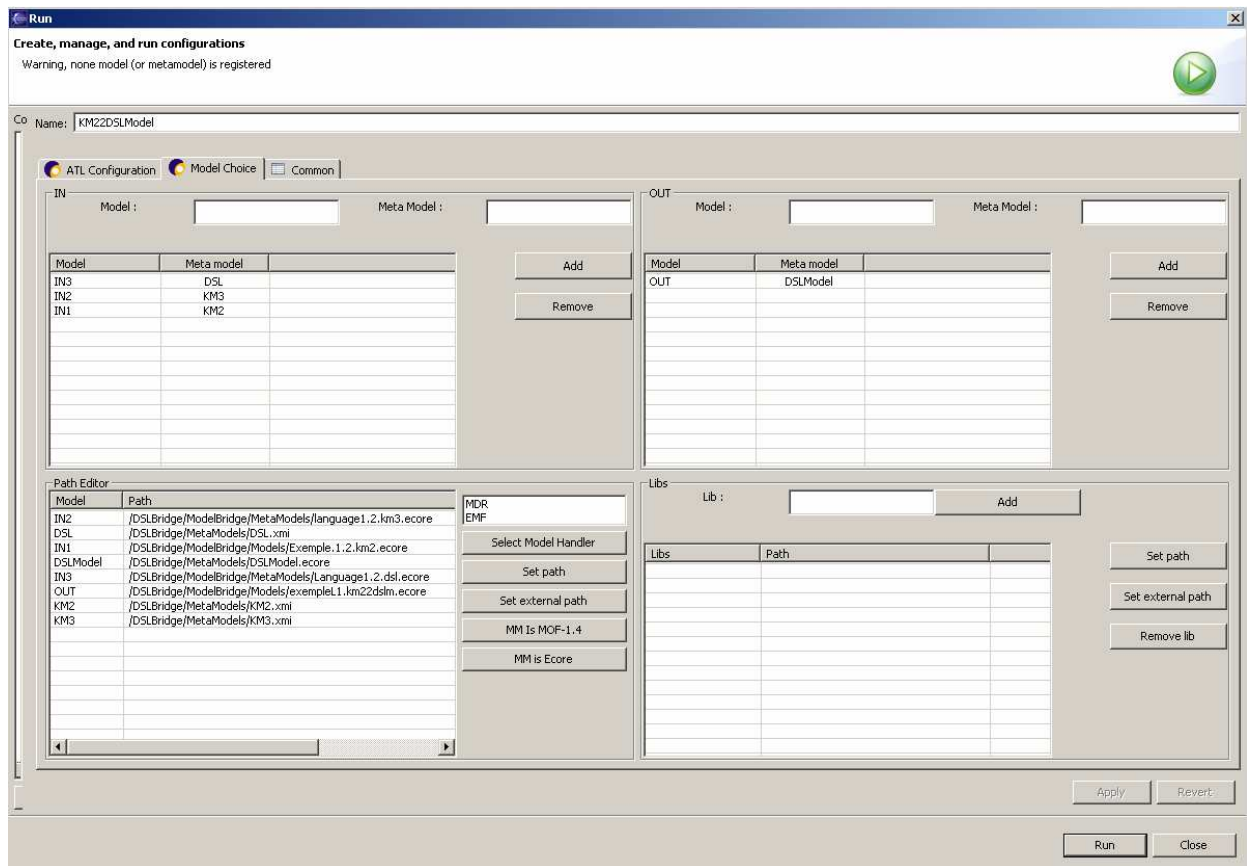 Run
Create, manage, and run configurations
Warning, none model (or metamodel) is registered
Co
Name: KM22DSLModel
ATL Configuration Model Choice Common
IN
Model : Meta Model :
Model Meta model
IN3 DSL
IN2 KM3
IN1 KM2
Add
Remove
OUT
Model : Meta Model :
Model Meta model
OUT DSLModel
Add
Remove
Path Editor
Model Path
IN2 /DSLBridge/ModelBridge/MetaModels/language1.2.km3.ecore
DSL /DSLBridge/MetaModels/DSL.xmi
IN1 /DSLBridge/ModelBridge/Models/Exemple.1.2.km2.ecore
DSLModel /DSLBridge/MetaModels/DSLModel.ecore
IN3 /DSLBridge/ModelBridge/MetaModels/Language1.2.dsl.ecore
OUT /DSLBridge/ModelBridge/Models/exempleL1.km22dslm.ecore
KM2 /DSLBridge/MetaModels/KM2.xmi
KM3 /DSLBridge/MetaModels/KM3.xmi
MDR
EMF
Select Model Handler
Set path
Set external path
MM Is MOF-1.4
MM is Ecore
Libs
Lib : Add
Libs Path
Set path
Set external path
Remove lib
Apply Revert
Run Close